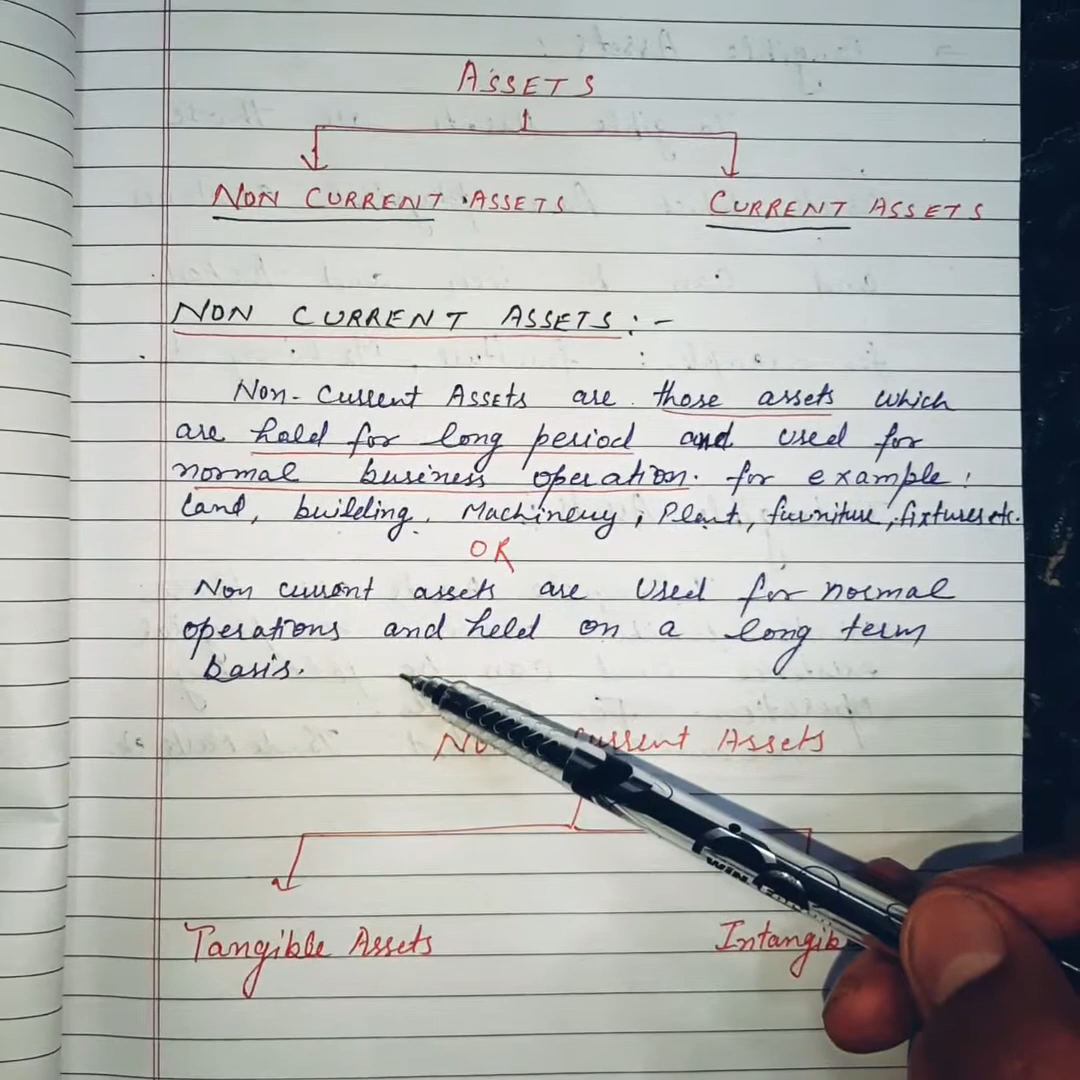 ASSETS
NON CURRENT ASSETS
CURRENT ASSETS
NON CURRENT ASSETS :-
Non-Current Assets are those assets which
are hold for long period and used for
normal business operation. for example:
Land, building, Machinery, Plant, furniture, fixtures etc.
OR
Non current assets are Used for normal
operations and held on a long term
basis.
Current Assets
Tangible Assets
Intangib